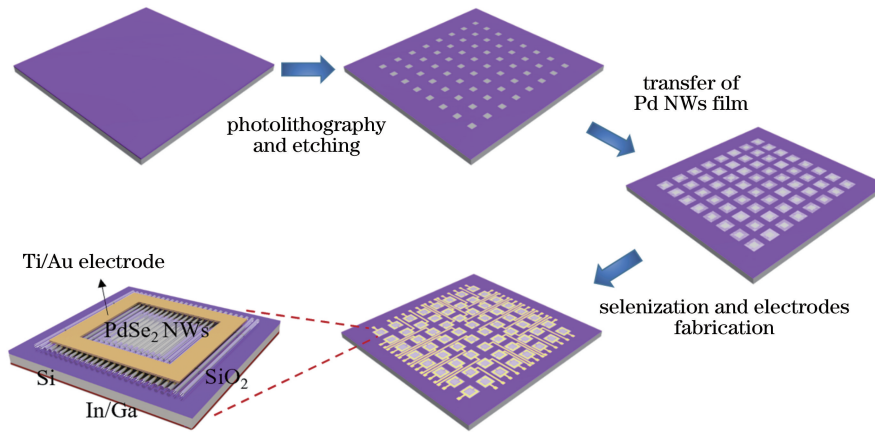 photolithography
and etching
transfer of
Pd NWs film
selenization and electrodes
fabrication
Ti/Au electrode
PdSe₂ NWs
Si
SiO₂
In/Ga